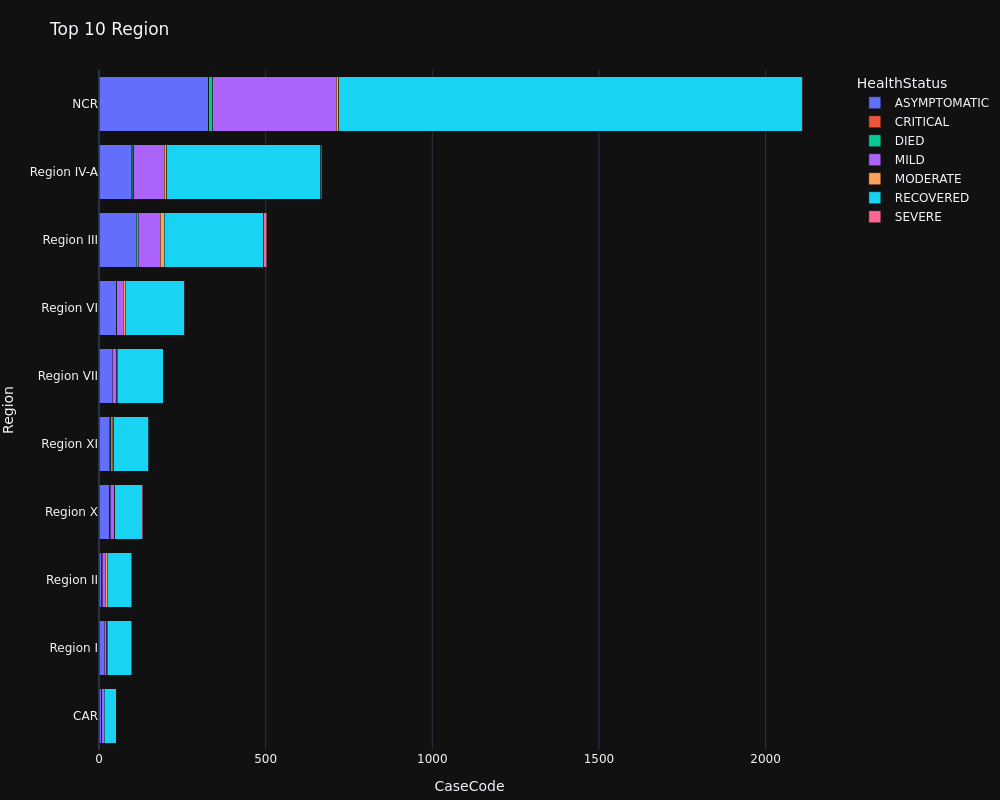 Top 10 Region
HealthStatus
ASYMPTOMATIC
CRITICAL
DIED
MILD
MODERATE
RECOVERED
SEVERE
Region
NCR
Region IV-A
Region III
Region VI
Region VII
Region XI
Region X
Region II
Region I
CAR
0 500 1000 1500 2000
CaseCode